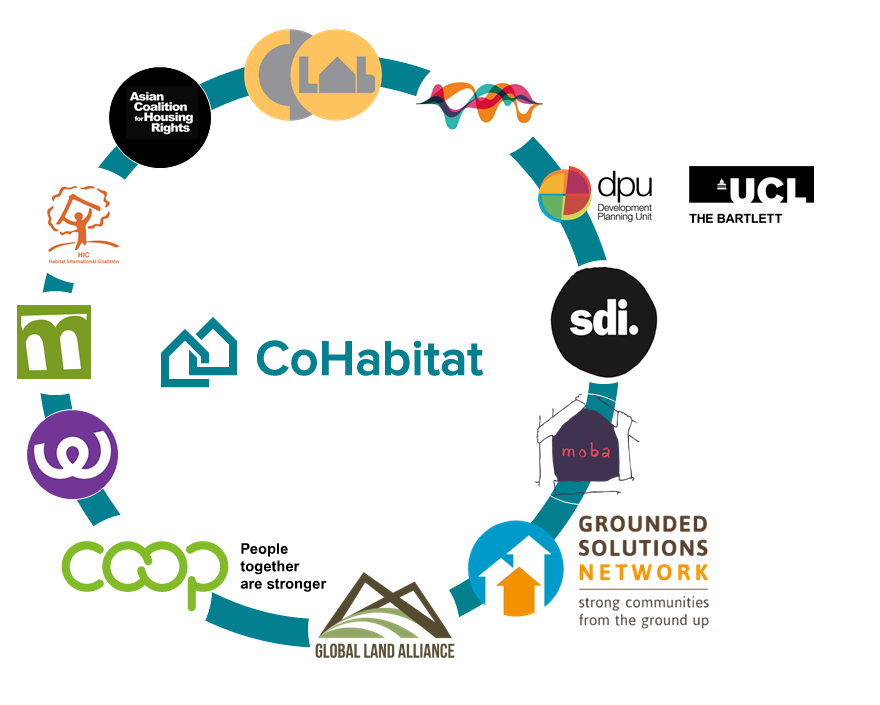 Asian
Coalition
for Housing
Rights
CLab
dpu
Development
Planning Unit
UCL
THE BARTLETT
HIC
Habitat International Coalition
sdi.
m
CoHabitat
moba
w
coop
People
together
are stronger
GROUNDED
SOLUTIONS
NETWORK
strong communities
from the ground up
GLOBAL LAND ALLIANCE